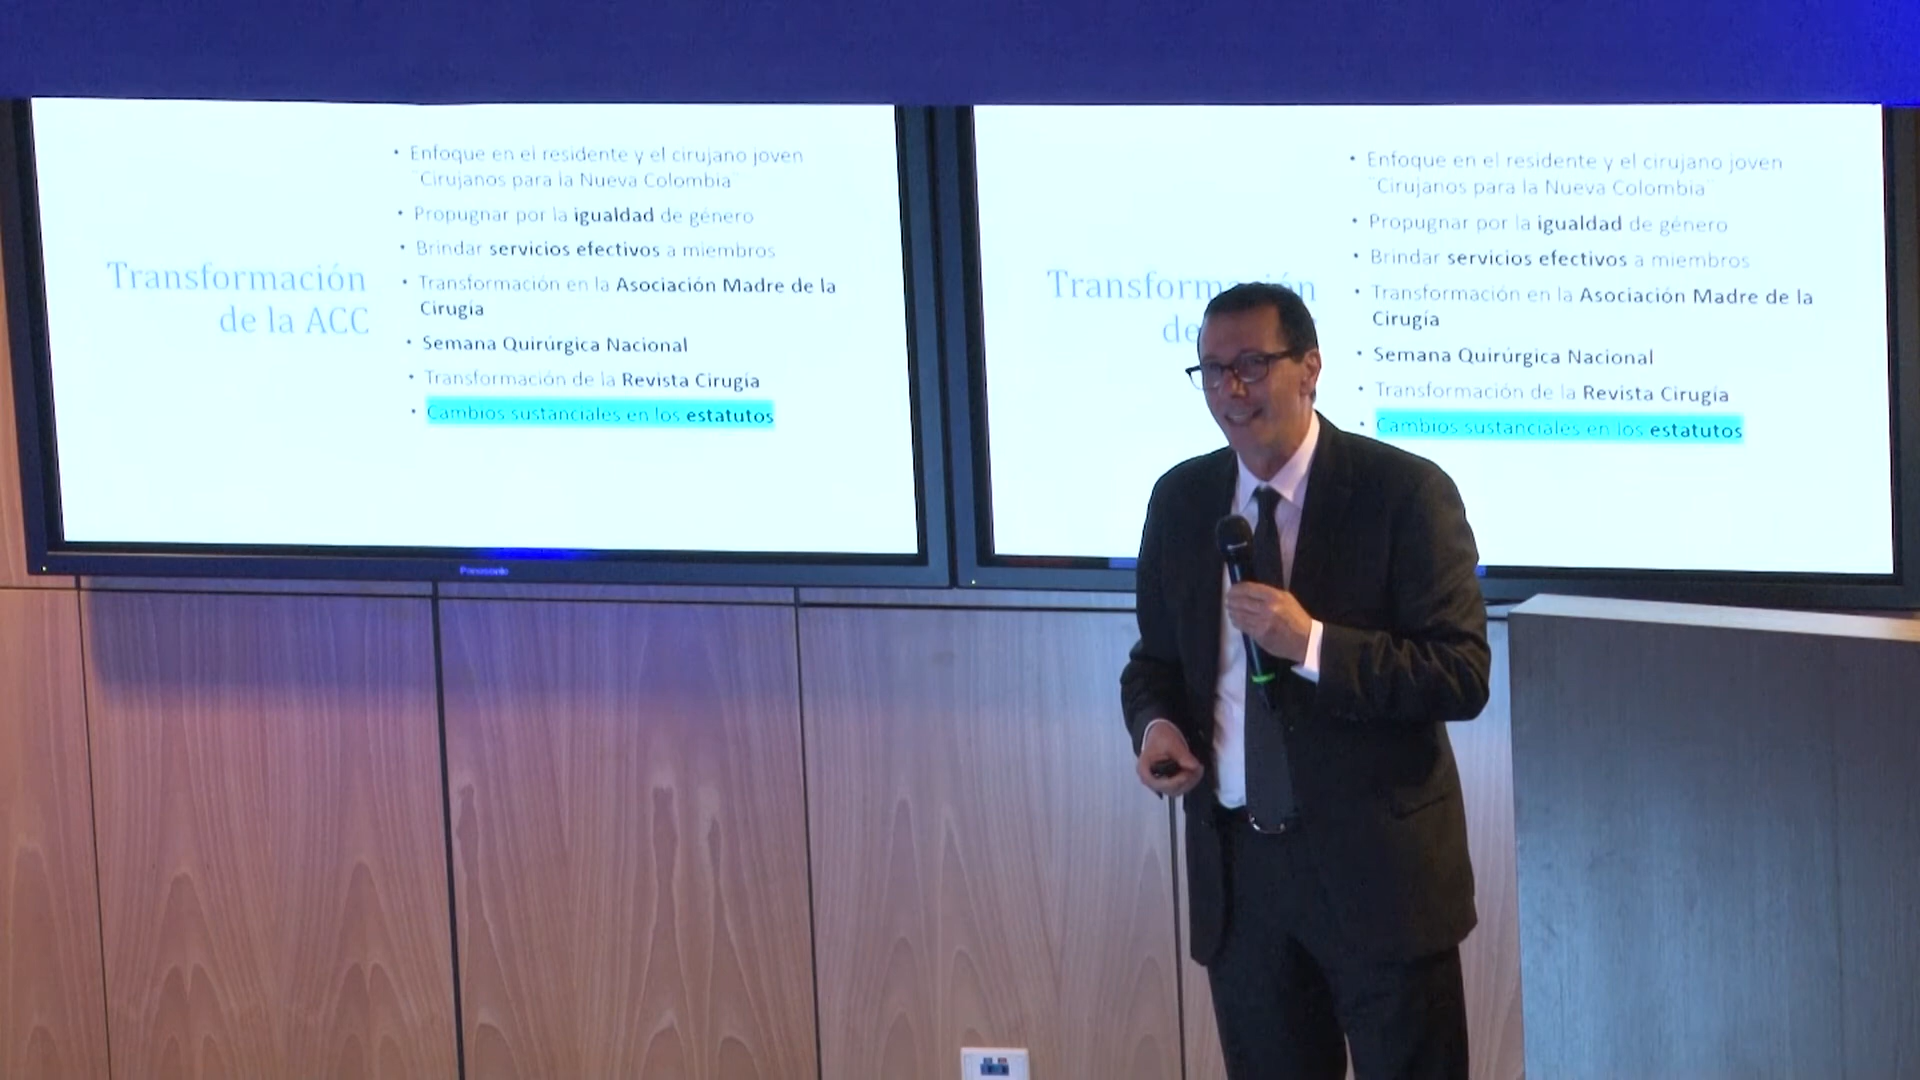 Transformación
de la ACC
• Enfoque en el residente y el cirujano joven
¨Cirujanos para la Nueva Colombia¨
• Propugnar por la igualdad de género
• Brindar servicios efectivos a miembros
• Transformación en la Asociación Madre de la
Cirugía
• Semana Quirúrgica Nacional
• Transformación de la Revista Cirugía
• Cambios sustanciales en los estatutos
Panasonic
Transformación
de
• Enfoque en el residente y el cirujano joven
¨Cirujanos para la Nueva Colombia¨
• Propugnar por la igualdad de género
• Brindar servicios efectivos a miembros
• Transformación en la Asociación Madre de la
Cirugía
• Semana Quirúrgica Nacional
• Transformación de la Revista Cirugía
• Cambios sustanciales en los estatutos